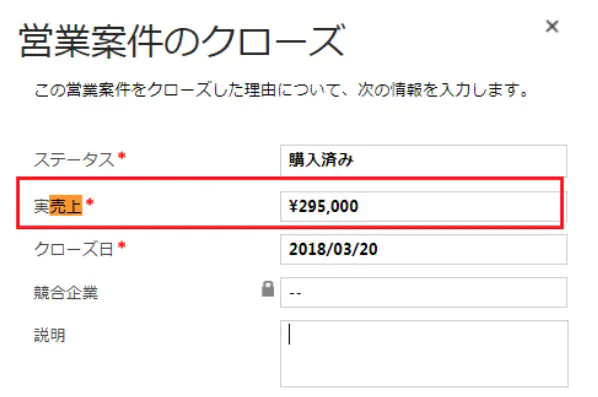 営業案件のクローズ
この営業案件をクローズした理由について、次の情報を入力します。
ステータス* 購入済み
実売上* ¥295,000
クローズ日* 2018/03/20
競合企業 --
説明